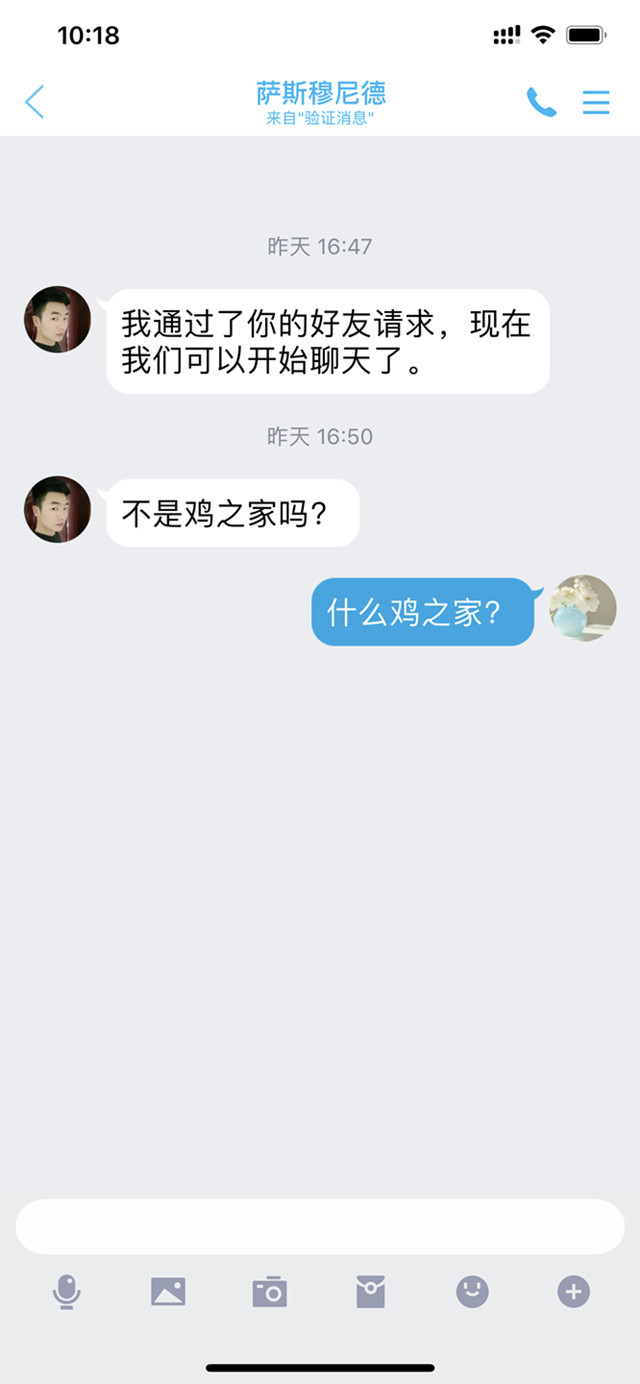 10:18
萨斯穆尼德
来自"验证消息"
昨天 16:47
我通过了你的好友请求，现在
我们可以开始聊天了。
昨天 16:50
不是鸡之家吗？
什么鸡之家？